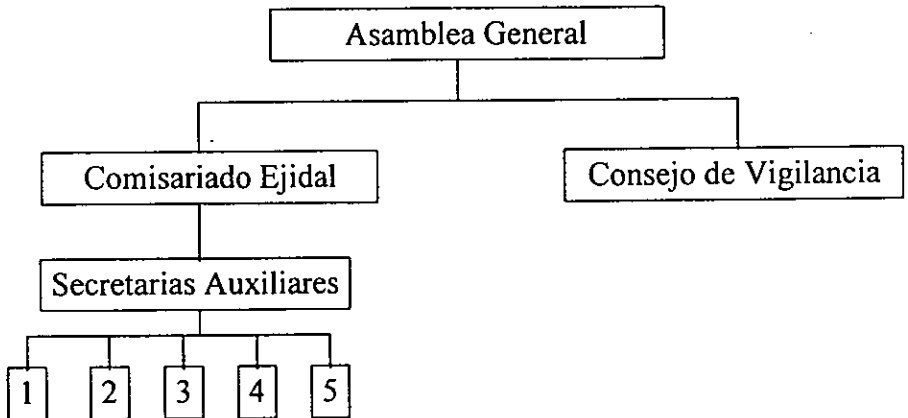 Asamblea General
Comisariado Ejidal
Consejo de Vigilancia
Secretarias Auxiliares
1 2 3 4 5